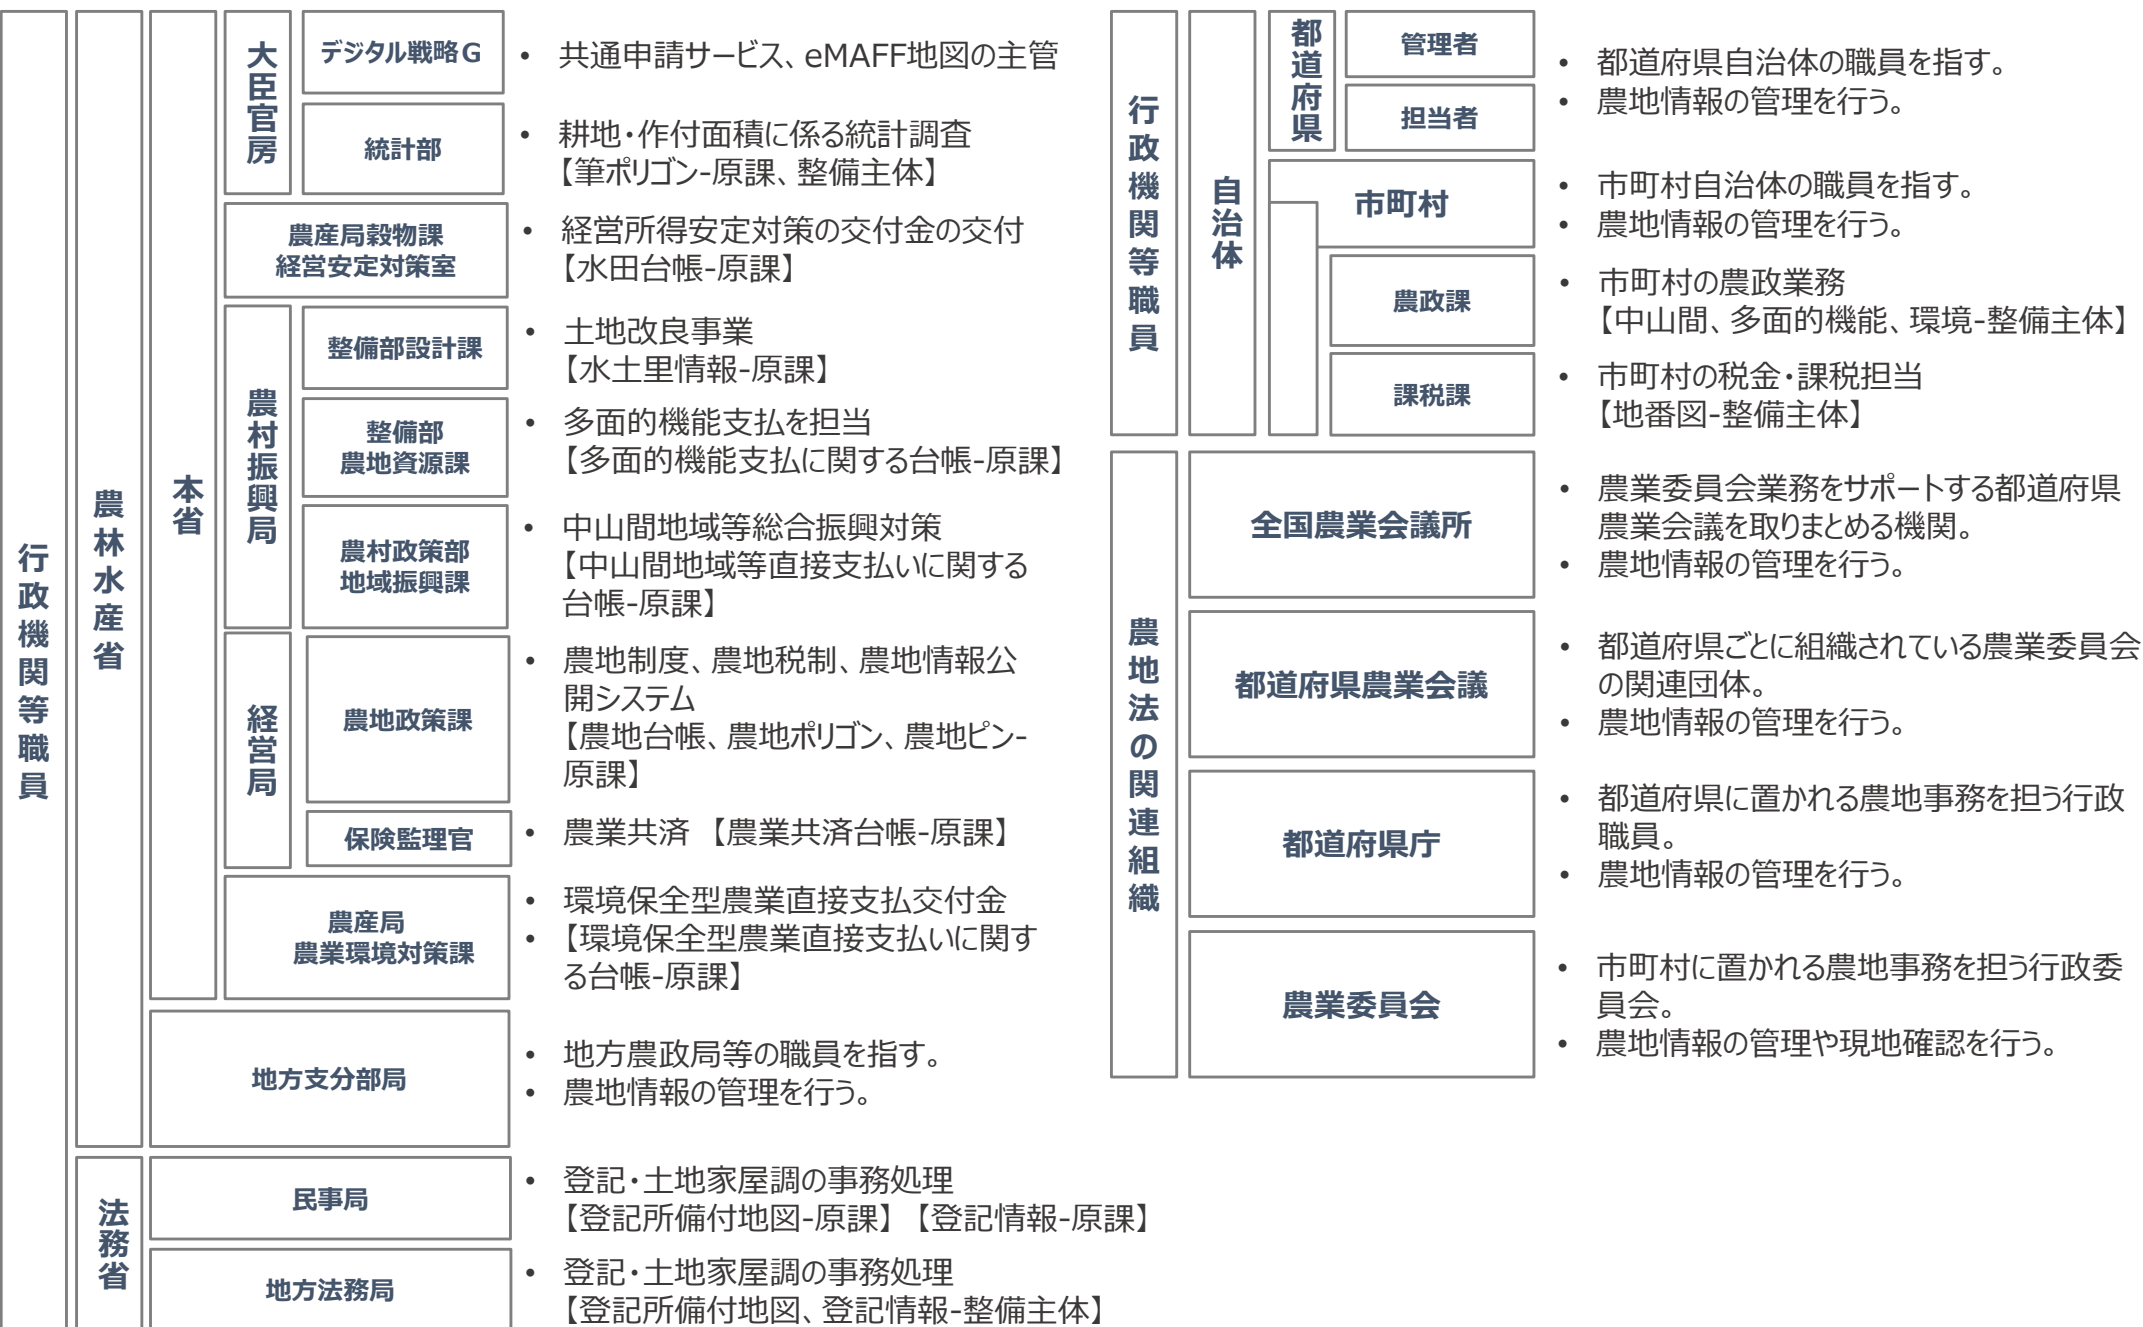 行政機関等職員
農林水産省
本省
大臣官房
デジタル戦略G
• 共通申請サービス、eMAFF地図の主管
統計部
• 耕地・作付面積に係る統計調査
【筆ポリゴン-原課、整備主体】
農産局穀物課
経営安定対策室
• 経営所得安定対策の交付金の交付
【水田台帳-原課】
農村振興局
整備部設計課
• 土地改良事業
【水土里情報-原課】
整備部
農地資源課
• 多面的機能支払を担当
【多面的機能支払に関する台帳-原課】
農村政策部
地域振興課
• 中山間地域等総合振興対策
【中山間地域等直接支払いに関する
台帳-原課】
経営局
農地政策課
• 農地制度、農地税制、農地情報公
開システム
【農地台帳、農地ポリゴン、農地ピン-
原課】
保険監理官
• 農業共済 【農業共済台帳-原課】
農産局
農業環境対策課
• 環境保全型農業直接支払交付金
• 【環境保全型農業直接支払いに関す
る台帳-原課】
地方支分部局
• 地方農政局等の職員を指す。
• 農地情報の管理を行う。
法務省
民事局
• 登記・土地家屋調の事務処理
【登記所備付地図-原課】 【登記情報-原課】
地方法務局
• 登記・土地家屋調の事務処理
【登記所備付地図、登記情報-整備主体】
行政機関等職員
自治体
都道府県
管理者
担当者
• 都道府県自治体の職員を指す。
• 農地情報の管理を行う。
市町村
• 市町村自治体の職員を指す。
• 農地情報の管理を行う。
農政課
• 市町村の農政業務
【中山間、多面的機能、環境-整備主体】
課税課
• 市町村の税金・課税担当
【地番図-整備主体】
農地法の関連組織
全国農業会議所
• 農業委員会業務をサポートする都道府県
農業会議を取りまとめる機関。
• 農地情報の管理を行う。
都道府県農業会議
• 都道府県ごとに組織されている農業委員会
の関連団体。
• 農地情報の管理を行う。
都道府県庁
• 都道府県に置かれる農地事務を担う行政
職員。
• 農地情報の管理を行う。
農業委員会
• 市町村に置かれる農地事務を担う行政委
員会。
• 農地情報の管理や現地確認を行う。